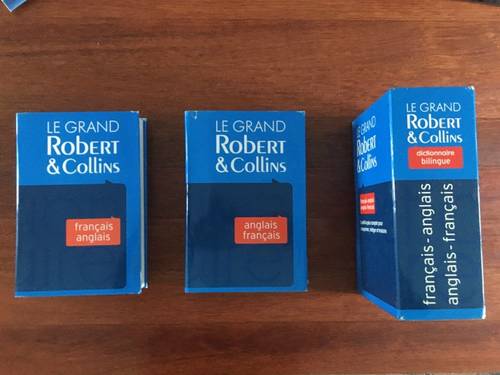 LE GRAND
ROBERT
& COLLINS
français
anglais
LE GRAND
ROBERT
& COLLINS
anglais
français
LE GRAND
ROBERT
& COLLINS
dictionnaire
bilingue
français - anglais
anglais - français